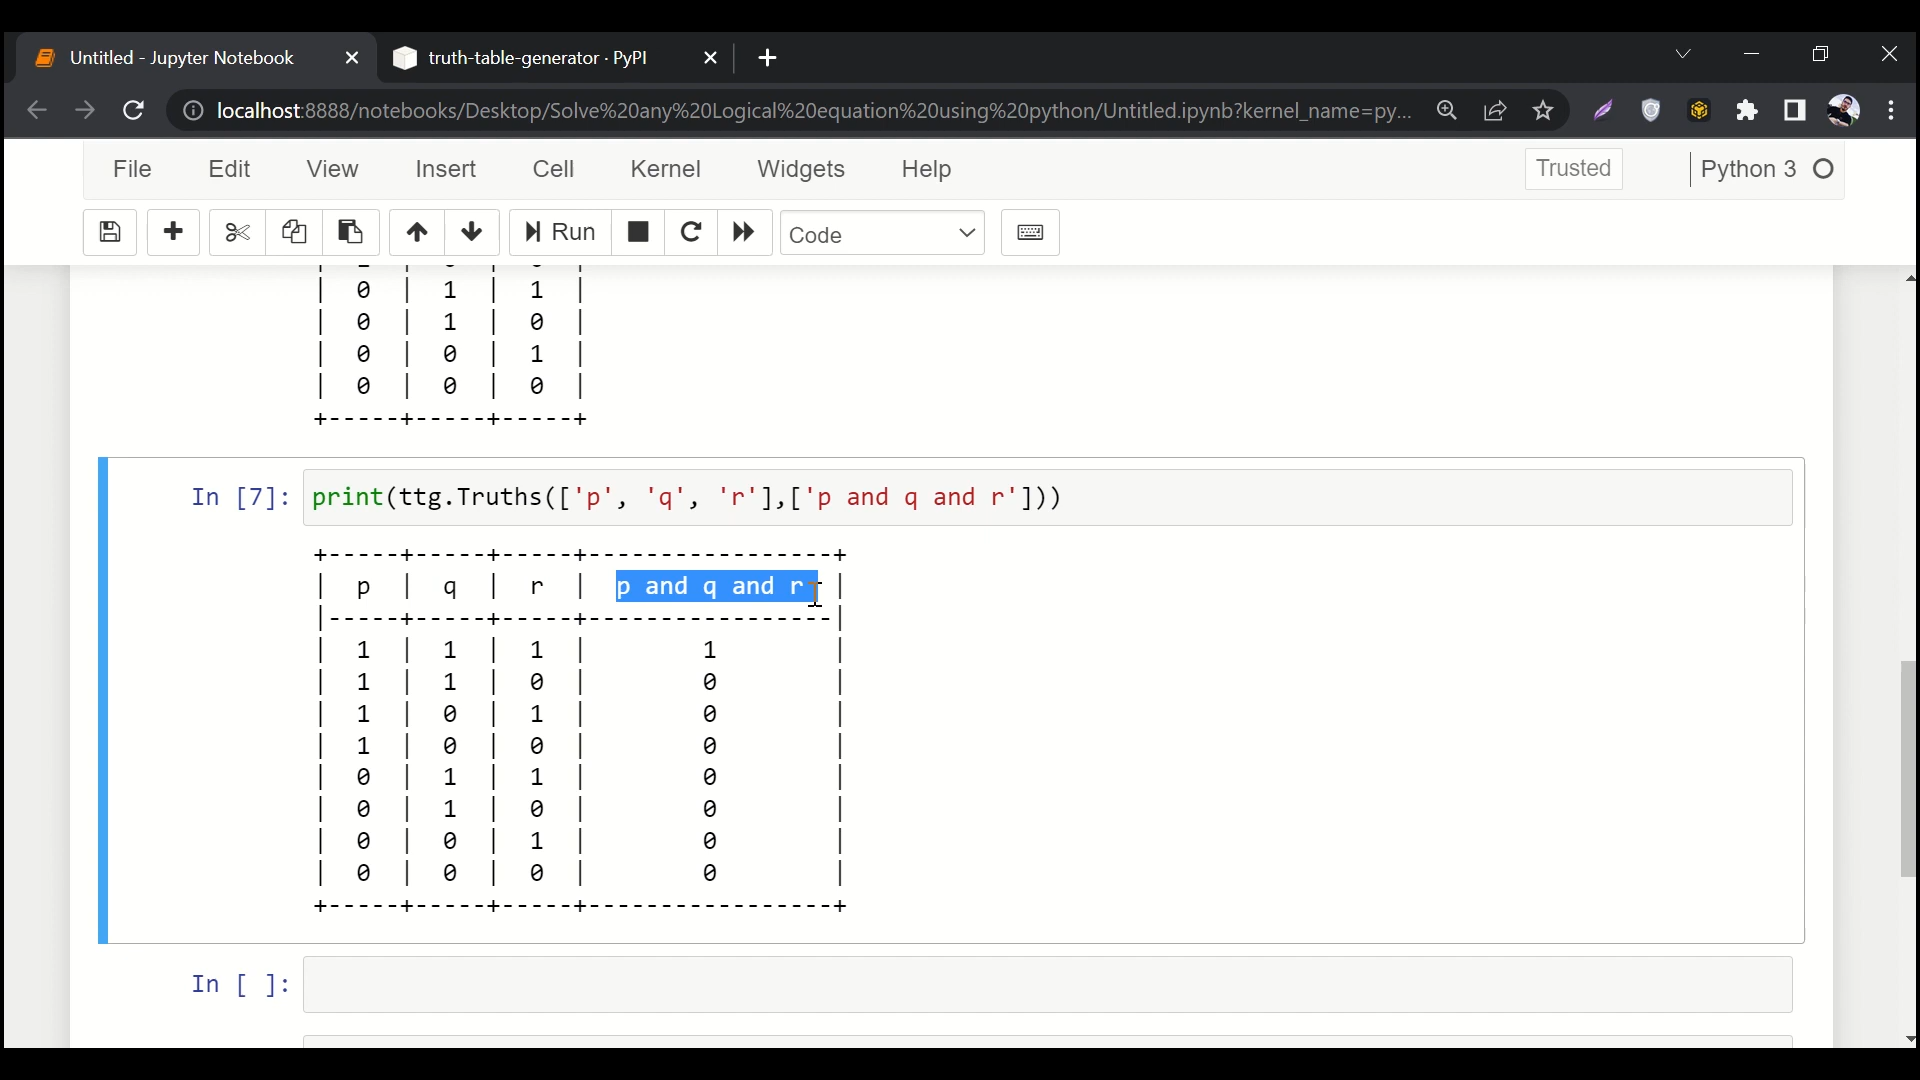 Untitled - Jupyter Notebook
truth-table-generator · PyPI
localhost:8888/notebooks/Desktop/Solve%20any%20Logical%20equation%20using%20python/Untitled.ipynb?kernel_name=py...
File Edit View Insert Cell Kernel Widgets Help Trusted | Python 3
Run Code
| 0 | 1 | 1 |
| 0 | 1 | 0 |
| 0 | 0 | 1 |
| 0 | 0 | 0 |
+-----+-----+-----+
In [7]: print(ttg.Truths(['p', 'q', 'r'],['p and q and r']))
+-----+-----+-----+-----------------+
| p | q | r | p and q and r |
|-----+-----+-----+-----------------|
| 1 | 1 | 1 | 1 |
| 1 | 1 | 0 | 0 |
| 1 | 0 | 1 | 0 |
| 1 | 0 | 0 | 0 |
| 0 | 1 | 1 | 0 |
| 0 | 1 | 0 | 0 |
| 0 | 0 | 1 | 0 |
| 0 | 0 | 0 | 0 |
+-----+-----+-----+-----------------+
In [ ]: